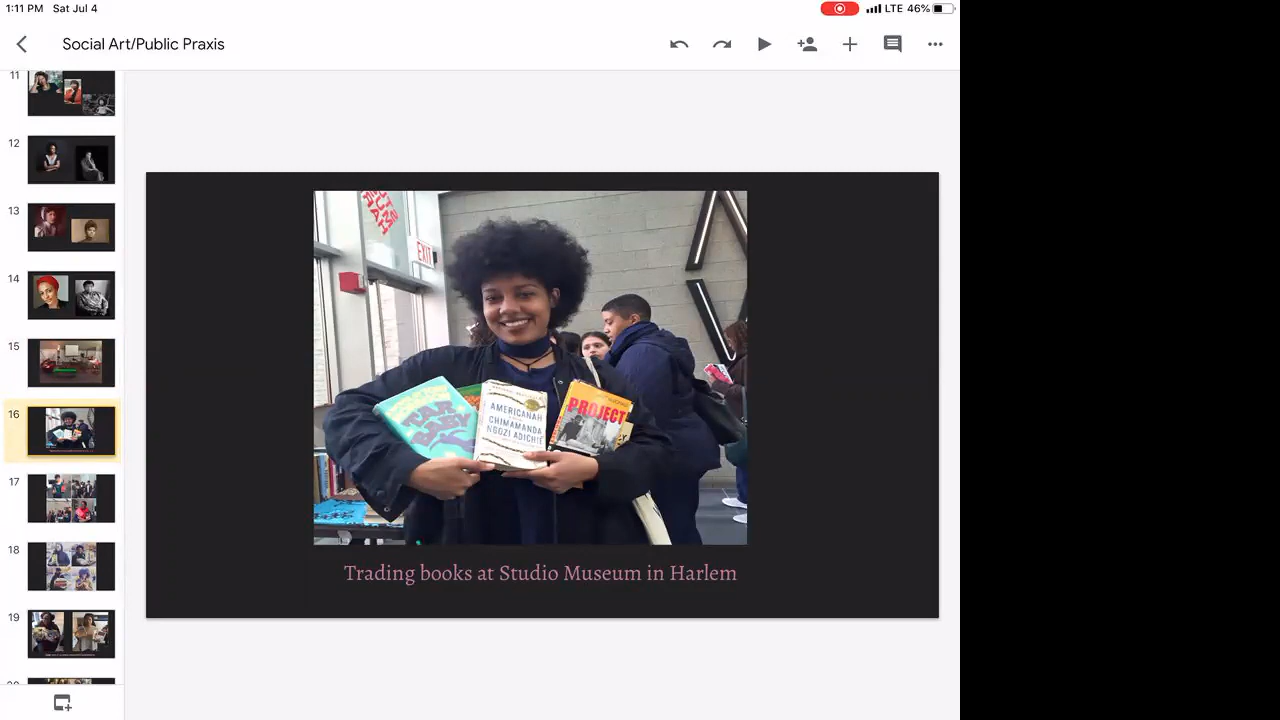 1:11 PM Sat Jul 4
LTE 46%
Social Art/Public Praxis
11
12
13
14
15
16
17
18
19
EXIT
TAR
BABY
AMERICANAH
CHIMAMANDA
NGOZI ADICHIE
PROJECT
Trading books at Studio Museum in Harlem